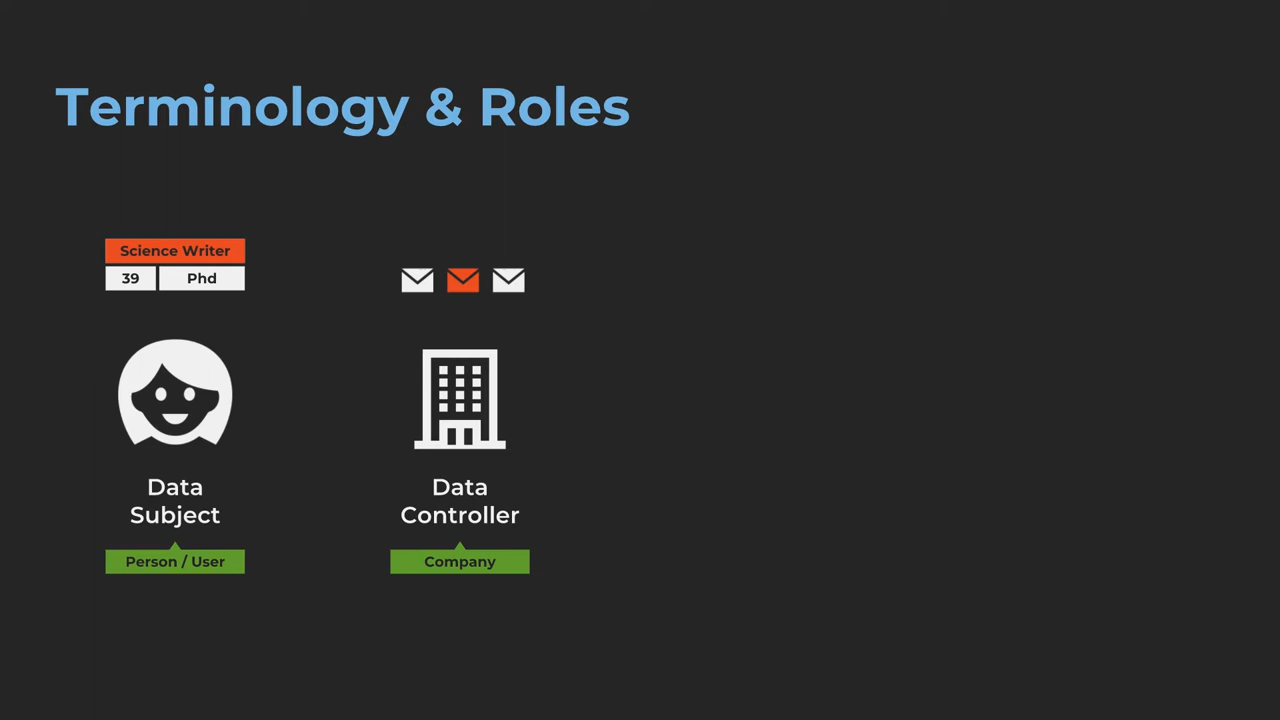 Terminology & Roles
Science Writer
39 Phd
Data
Subject
Person / User
Data
Controller
Company